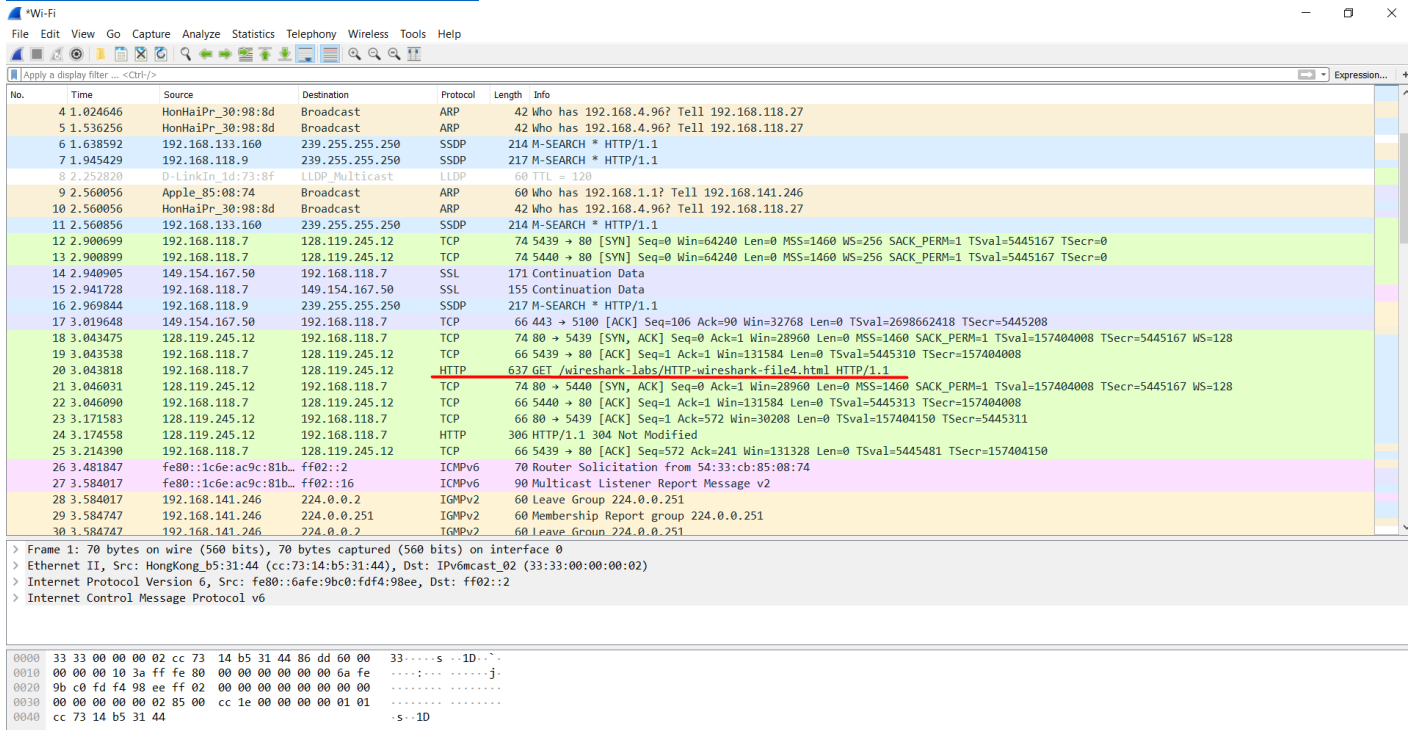 *Wi-Fi
File Edit View Go Capture Analyze Statistics Telephony Wireless Tools Help
Apply a display filter ... <Ctrl-/> Expression... +
No. Time Source Destination Protocol Length Info
4 1.024646 HonHaiPr_30:98:8d Broadcast ARP 42 Who has 192.168.4.96? Tell 192.168.118.27
5 1.536256 HonHaiPr_30:98:8d Broadcast ARP 42 Who has 192.168.4.96? Tell 192.168.118.27
6 1.638592 192.168.133.160 239.255.255.250 SSDP 214 M-SEARCH * HTTP/1.1
7 1.945429 192.168.118.9 239.255.255.250 SSDP 217 M-SEARCH * HTTP/1.1
8 2.252820 D-LinkIn_1d:73:8f LLDP_Multicast LLDP 60 TTL = 120
9 2.560056 Apple_85:08:74 Broadcast ARP 60 Who has 192.168.1.1? Tell 192.168.141.246
10 2.560056 HonHaiPr_30:98:8d Broadcast ARP 42 Who has 192.168.4.96? Tell 192.168.118.27
11 2.560856 192.168.133.160 239.255.255.250 SSDP 214 M-SEARCH * HTTP/1.1
12 2.900699 192.168.118.7 128.119.245.12 TCP 74 5439 → 80 [SYN] Seq=0 Win=64240 Len=0 MSS=1460 WS=256 SACK_PERM=1 TSval=5445167 TSecr=0
13 2.900899 192.168.118.7 128.119.245.12 TCP 74 5440 → 80 [SYN] Seq=0 Win=64240 Len=0 MSS=1460 WS=256 SACK_PERM=1 TSval=5445167 TSecr=0
14 2.940905 149.154.167.50 192.168.118.7 SSL 171 Continuation Data
15 2.941728 192.168.118.7 149.154.167.50 SSL 155 Continuation Data
16 2.969844 192.168.118.9 239.255.255.250 SSDP 217 M-SEARCH * HTTP/1.1
17 3.019648 149.154.167.50 192.168.118.7 TCP 66 443 → 5100 [ACK] Seq=106 Ack=90 Win=32768 Len=0 TSval=2698662418 TSecr=5445208
18 3.043475 128.119.245.12 192.168.118.7 TCP 74 80 → 5439 [SYN, ACK] Seq=0 Ack=1 Win=28960 Len=0 MSS=1460 SACK_PERM=1 TSval=157404008 TSecr=5445167 WS=128
19 3.043538 192.168.118.7 128.119.245.12 TCP 66 5439 → 80 [ACK] Seq=1 Ack=1 Win=131584 Len=0 TSval=5445310 TSecr=157404008
20 3.043818 192.168.118.7 128.119.245.12 HTTP 637 GET /wireshark-labs/HTTP-wireshark-file4.html HTTP/1.1
21 3.046031 128.119.245.12 192.168.118.7 TCP 74 80 → 5440 [SYN, ACK] Seq=0 Ack=1 Win=28960 Len=0 MSS=1460 SACK_PERM=1 TSval=157404008 TSecr=5445167 WS=128
22 3.046090 192.168.118.7 128.119.245.12 TCP 66 5440 → 80 [ACK] Seq=1 Ack=1 Win=131584 Len=0 TSval=5445313 TSecr=157404008
23 3.171583 128.119.245.12 192.168.118.7 TCP 66 80 → 5439 [ACK] Seq=1 Ack=572 Win=30208 Len=0 TSval=157404150 TSecr=5445311
24 3.174558 128.119.245.12 192.168.118.7 HTTP 306 HTTP/1.1 304 Not Modified
25 3.214390 192.168.118.7 128.119.245.12 TCP 66 5439 → 80 [ACK] Seq=572 Ack=241 Win=131328 Len=0 TSval=5445481 TSecr=157404150
26 3.481847 fe80::1c6e:ac9c:81b… ff02::2 ICMPv6 70 Router Solicitation from 54:33:cb:85:08:74
27 3.584017 fe80::1c6e:ac9c:81b… ff02::16 ICMPv6 90 Multicast Listener Report Message v2
28 3.584017 192.168.141.246 224.0.0.2 IGMPv2 60 Leave Group 224.0.0.251
29 3.584747 192.168.141.246 224.0.0.251 IGMPv2 60 Membership Report group 224.0.0.251
30 3.584747 192.168.141.246 224.0.0.2 IGMPv2 60 Leave Group 224.0.0.251
> Frame 1: 70 bytes on wire (560 bits), 70 bytes captured (560 bits) on interface 0
> Ethernet II, Src: HongKong_b5:31:44 (cc:73:14:b5:31:44), Dst: IPv6mcast_02 (33:33:00:00:00:02)
> Internet Protocol Version 6, Src: fe80::6afe:9bc0:fdf4:98ee, Dst: ff02::2
> Internet Control Message Protocol v6
0000 33 33 00 00 00 02 cc 73 14 b5 31 44 86 dd 60 00 33·····s ··1D··`·
0010 00 00 00 10 3a ff fe 80 00 00 00 00 00 00 6a fe ····:··· ······j·
0020 9b c0 fd f4 98 ee ff 02 00 00 00 00 00 00 00 00 ········ ········
0030 00 00 00 00 00 02 85 00 cc 1e 00 00 00 00 01 01 ········ ········
0040 cc 73 14 b5 31 44 ·s··1D